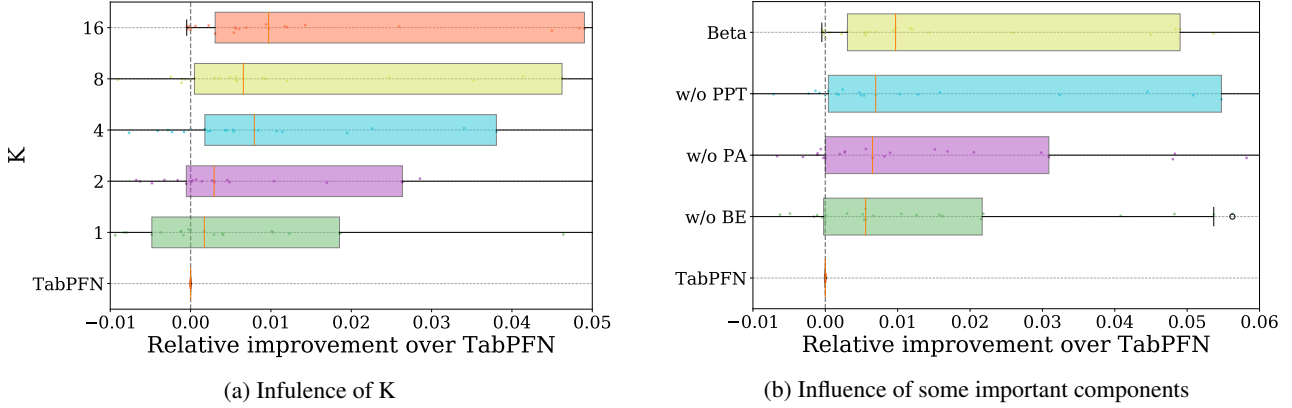 16
8
4
K
2
1
TabPFN
−0.01 0.00 0.01 0.02 0.03 0.04 0.05
Relative improvement over TabPFN
(a) Infulence of K
Beta
w/o PPT
w/o PA
w/o BE
TabPFN
−0.01 0.00 0.01 0.02 0.03 0.04 0.05 0.06
Relative improvement over TabPFN
(b) Influence of some important components